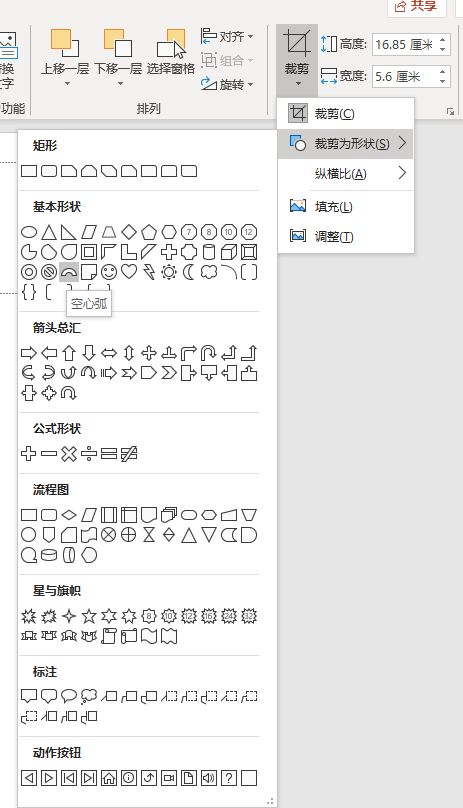 共享
替换
文字
功能
上移一层
下移一层
选择窗格
对齐
组合
旋转
排列
裁剪
高度:
16.85 厘米
宽度:
5.6 厘米
裁剪(C)
裁剪为形状(S)
纵横比(A)
填充(L)
调整(T)
矩形
基本形状
7
8
10
12
空心弧
箭头总汇
公式形状
流程图
星与旗帜
8
10
12
16
24
32
标注
动作按钮